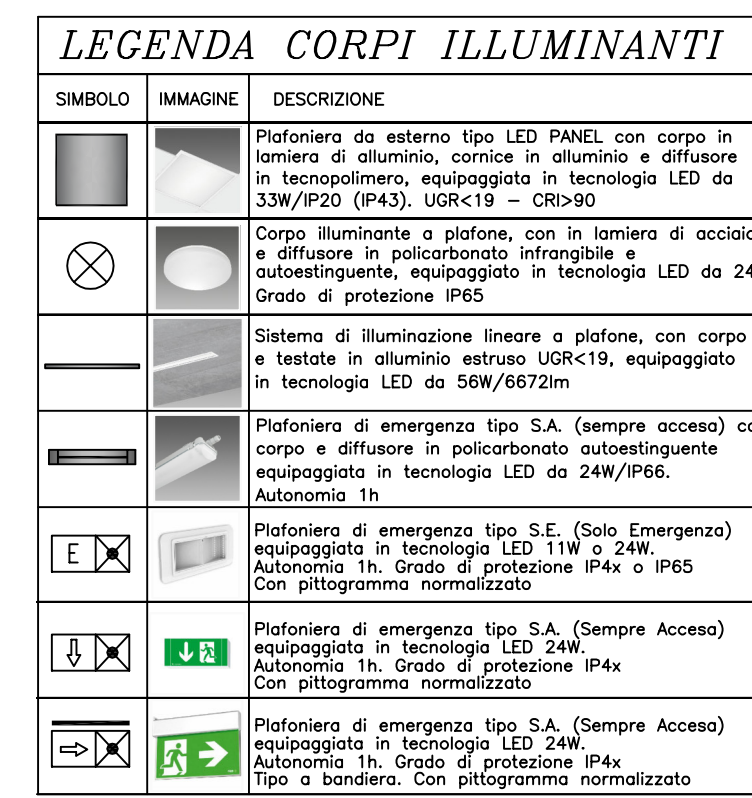 LEGENDA CORPI ILLUMINANTI
SIMBOLO IMMAGINE DESCRIZIONE
Plafoniera da esterno tipo LED PANEL con corpo in
lamiera di alluminio, cornice in alluminio e diffusore
in tecnopolimero, equipaggiata in tecnologia LED da
33W/IP20 (IP43). UGR<19 – CRI>90
Corpo illuminante a plafone, con in lamiera di acciaio
e diffusore in policarbonato infrangibile e
autoestinguente, equipaggiato in tecnologia LED da 24
Grado di protezione IP65
Sistema di illuminazione lineare a plafone, con corpo
e testate in alluminio estruso UGR<19, equipaggiato
in tecnologia LED da 56W/6672lm
Plafoniera di emergenza tipo S.A. (sempre accesa) co
corpo e diffusore in policarbonato autoestinguente
equipaggiata in tecnologia LED da 24W/IP66.
Autonomia 1h
E
Plafoniera di emergenza tipo S.E. (Solo Emergenza)
equipaggiata in tecnologia LED 11W o 24W.
Autonomia 1h. Grado di protezione IP4x o IP65
Con pittogramma normalizzato
Plafoniera di emergenza tipo S.A. (Sempre Accesa)
equipaggiata in tecnologia LED 24W.
Autonomia 1h. Grado di protezione IP4x
Con pittogramma normalizzato
Plafoniera di emergenza tipo S.A. (Sempre Accesa)
equipaggiata in tecnologia LED 24W.
Autonomia 1h. Grado di protezione IP4x
Tipo a bandiera. Con pittogramma normalizzato